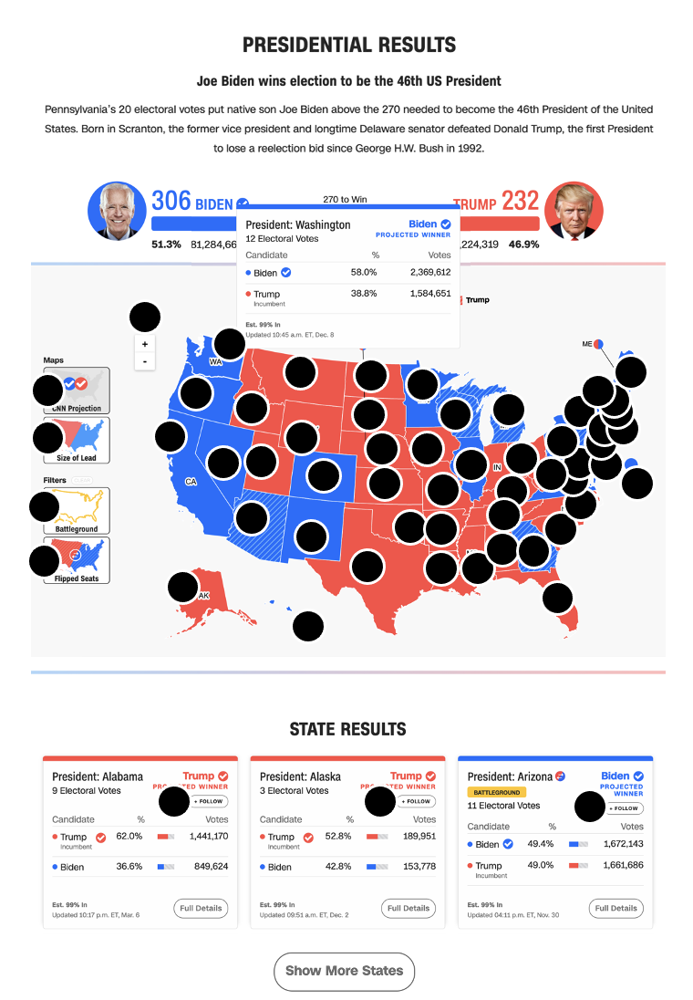 PRESIDENTIAL RESULTS
Joe Biden wins election to be the 46th US President
Pennsylvania's 20 electoral votes put native son Joe Biden above the 270 needed to become the 46th President of the United
States. Born in Scranton, the former vice president and longtime Delaware senator defeated Donald Trump, the first President
to lose a reelection bid since George H.W. Bush in 1992.
306 BIDEN
270 to Win
TRUMP 232
51.3% 81,284,66
,224,319 46.9%
President: Washington
Biden
12 Electoral Votes
PROJECTED WINNER
Candidate % Votes
Biden 58.0% 2,369,612
Trump 38.8% 1,584,651
Incumbent
Est. 99% In
Updated 10:45 a.m. ET, Dec. 8
Trump
+
-
ME
WA
CA
IN
AK
Maps
CNN Projection
Size of Lead
Filters
Battleground
Flipped Seats
STATE RESULTS
President: Alabama
Trump
9 Electoral Votes
WINNER
+ FOLLOW
Candidate % Votes
Trump 62.0% 1,441,170
Incumbent
Biden 36.6% 849,624
Est. 99% In
Updated 10:17 p.m. ET, Mar. 6
Full Details
President: Alaska
Trump
3 Electoral Votes
WINNER
+ FOLLOW
Candidate % Votes
Trump 52.8% 189,951
Incumbent
Biden 42.8% 153,778
Est. 99% In
Updated 09:51 a.m. ET, Dec. 2
Full Details
President: Arizona
Biden
PROJECTED
WINNER
BATTLEGROUND
11 Electoral Votes
+ FOLLOW
Candidate % Votes
Biden 49.4% 1,672,143
Trump 49.0% 1,661,686
Incumbent
Est. 99% In
Updated 04:11 p.m. ET, Nov. 30
Full Details
Show More States